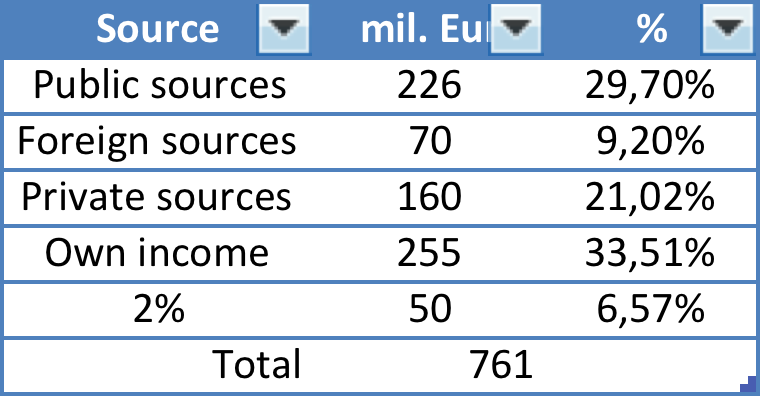 Source mil. Eur %
Public sources 226 29,70%
Foreign sources 70 9,20%
Private sources 160 21,02%
Own income 255 33,51%
2% 50 6,57%
Total 761